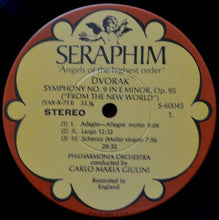 SERAPHIM
"Angels of the highest order"
DVORAK
SYMPHONY NO. 9 IN E MINOR, Op. 95
("FROM THE NEW WORLD")
(YAX-X-713) 33⅓ S-60045
STEREO 1.
(1) I. Adagio—Allegro molto 9:04
(2) II. Largo 12:32
(3) III. Scherzo (Molto vivace) 7:56
29:32
PHILHARMONIA ORCHESTRA
conducted by
CARLO MARIA GIULINI
Recorded in
England